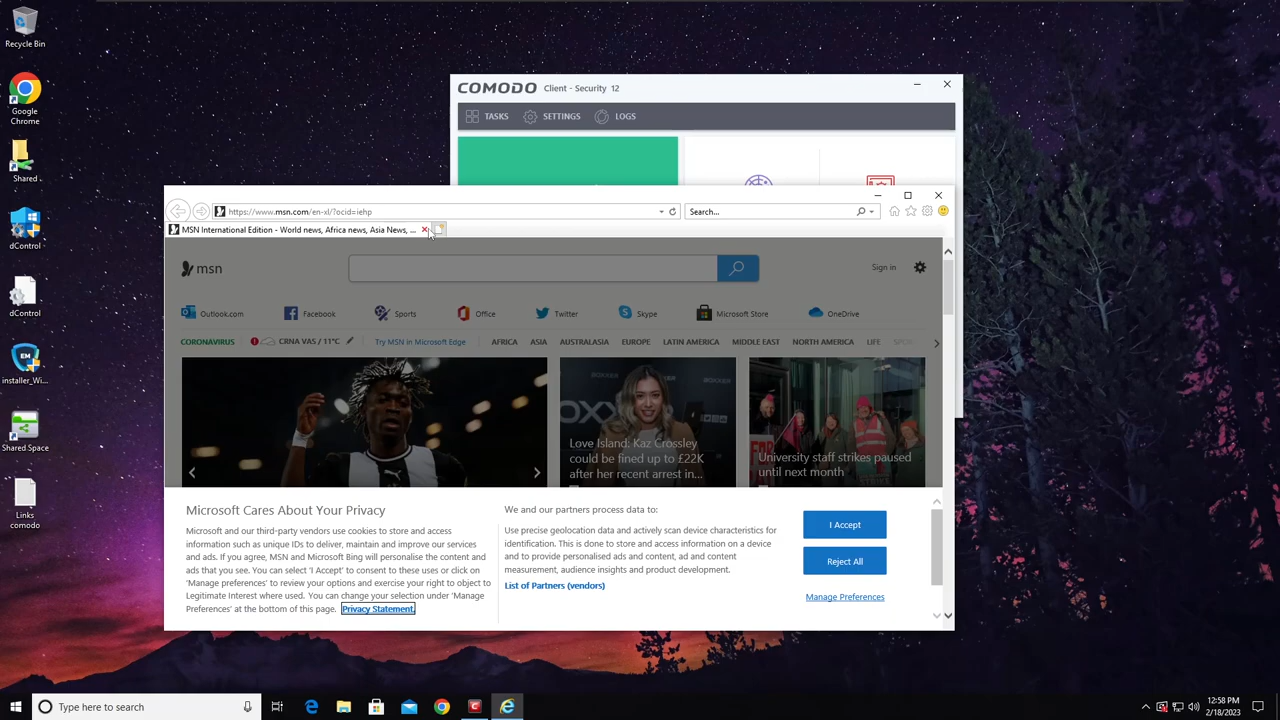 Recycle Bin
Google
Chrome
Shared
dControl
dControl
EM
installer_Wi...
Shared Space
Links
comodo
COMODO Client - Security 12
TASKS SETTINGS LOGS
https://www.msn.com/en-xl/?ocid=iehp
Search...
MSN International Edition - World news, Africa news, Asia News, ...
msn
Sign in
Outlook.com Facebook Sports Office Twitter Skype Microsoft Store OneDrive
CORONAVIRUS CRNA VAS / 11°C Try MSN in Microsoft Edge AFRICA ASIA AUSTRALASIA EUROPE LATIN AMERICA MIDDLE EAST NORTH AMERICA LIFE SPO
Love Island: Kaz Crossley
could be fined up to £22K
after her recent arrest in...
University staff strikes paused
until next month
Microsoft Cares About Your Privacy
Microsoft and our third-party vendors use cookies to store and access
information such as unique IDs to deliver, maintain and improve our services
and ads. If you agree, MSN and Microsoft Bing will personalise the content and
ads that you see. You can select 'I Accept' to consent to these uses or click on
'Manage preferences' to review your options and exercise your right to object to
Legitimate Interest where used. You can change your selection under 'Manage
Preferences' at the bottom of this page. Privacy Statement.
We and our partners process data to:
Use precise geolocation data and actively scan device characteristics for
identification. This is done to store and access information on a device
and to provide personalised ads and content, ad and content
measurement, audience insights and product development.
List of Partners (vendors)
I Accept
Reject All
Manage Preferences
Type here to search
12:58 PM
2/18/2023